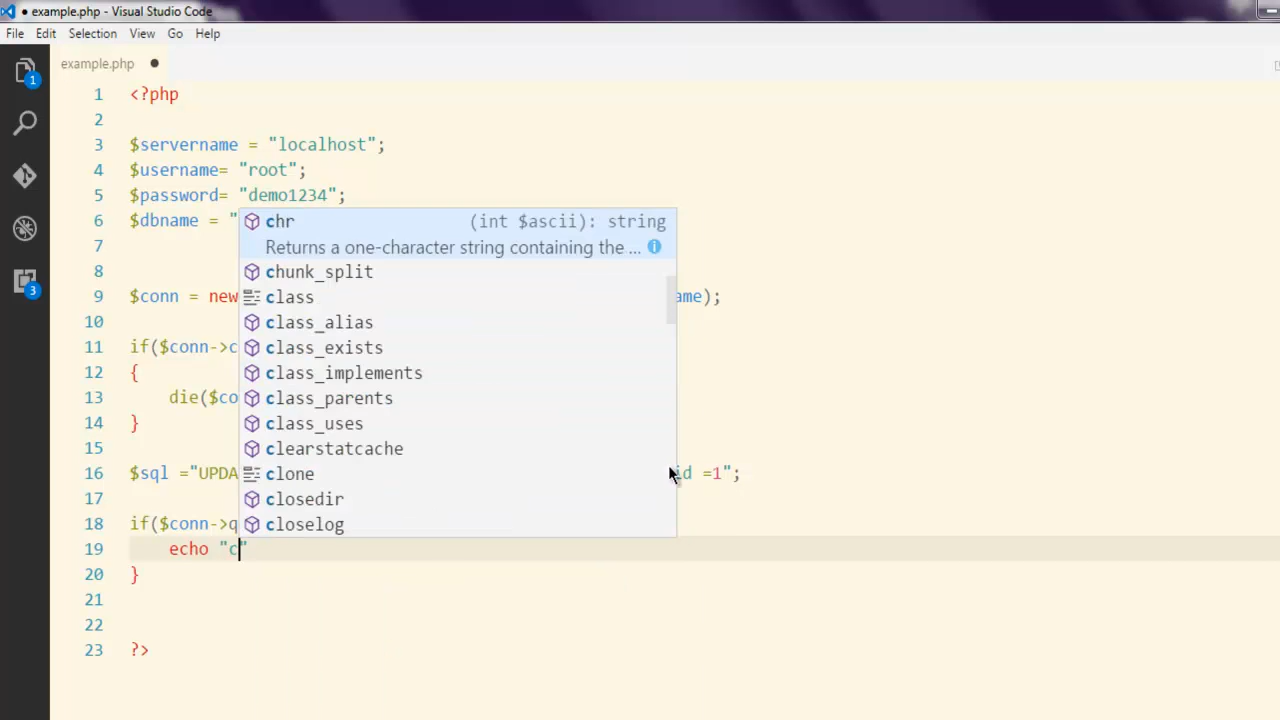 ● example.php - Visual Studio Code
File Edit Selection View Go Help
example.php ●
1 <?php
2
3 $servername = "localhost";
4 $username= "root";
5 $password= "demo1234";
6 $dbname = "
chr (int $ascii): string
Returns a one-character string containing the ...
7
8
chunk_split
9 $conn = new ame);
class
10
class_alias
11 if($conn->c
class_exists
12 {
class_implements
13 die($co
class_parents
14 }
class_uses
15
clearstatcache
16 $sql ="UPDA id =1";
clone
17
closedir
18 if($conn->q
closelog
19 echo "c"
20 }
21
22
23 ?>
1
3